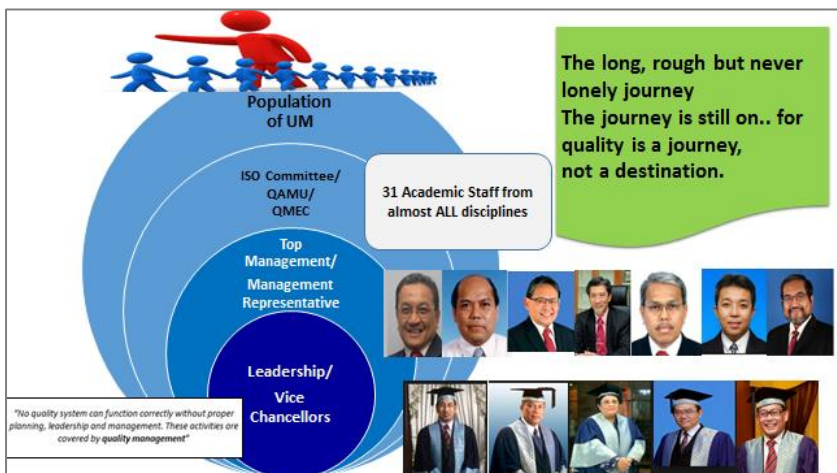 Population
of UM
ISO Committee/
QAMU/
QMEC
31 Academic Staff from
almost ALL disciplines
Top
Management/
Management
Representative
Leadership/
Vice
Chancellors
The long, rough but never
lonely journey
The journey is still on.. for
quality is a journey,
not a destination.
"No quality system can function correctly without proper
planning, leadership and management. These activities are
covered by quality management"